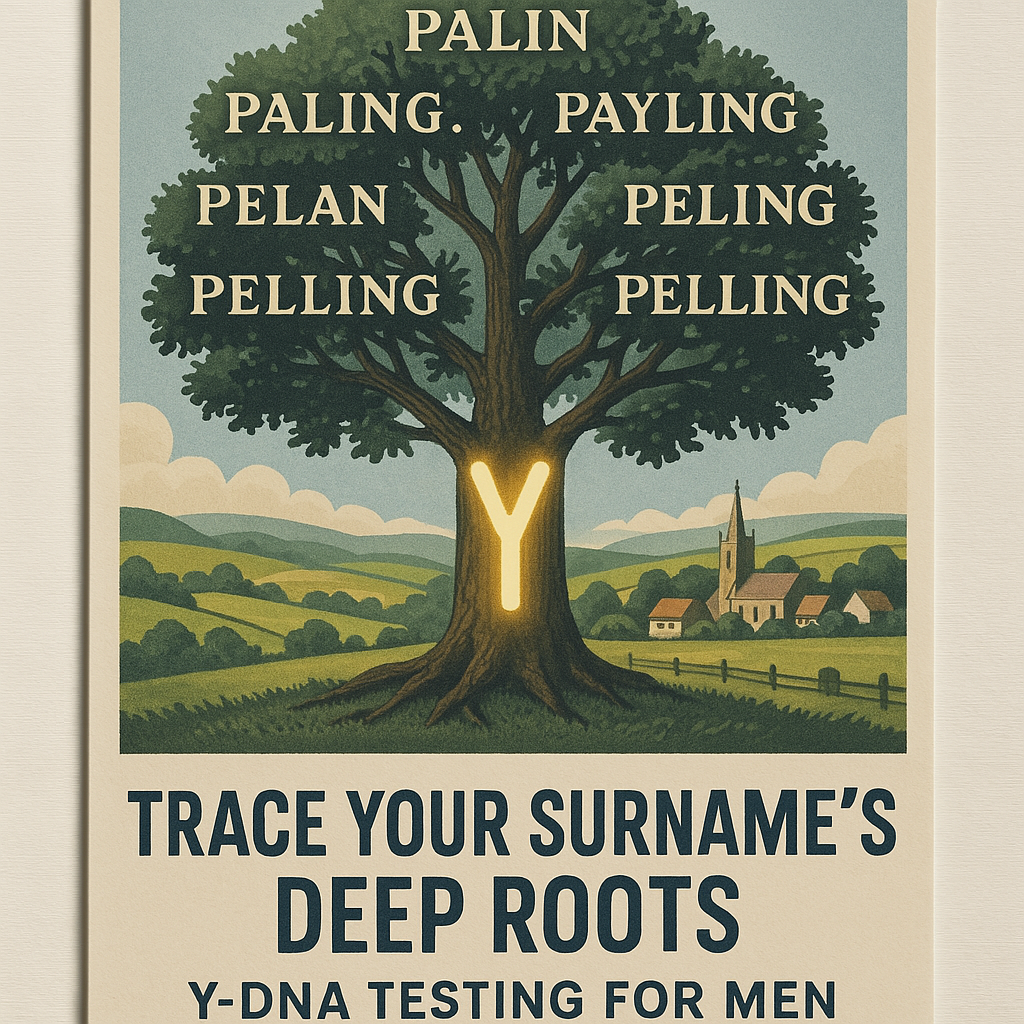 PALIN
PALING. PAYLING
PELAN PELING
PELLING PELLING
Y
TRACE YOUR SURNAME'S
DEEP ROOTS
Y-DNA TESTING FOR MEN